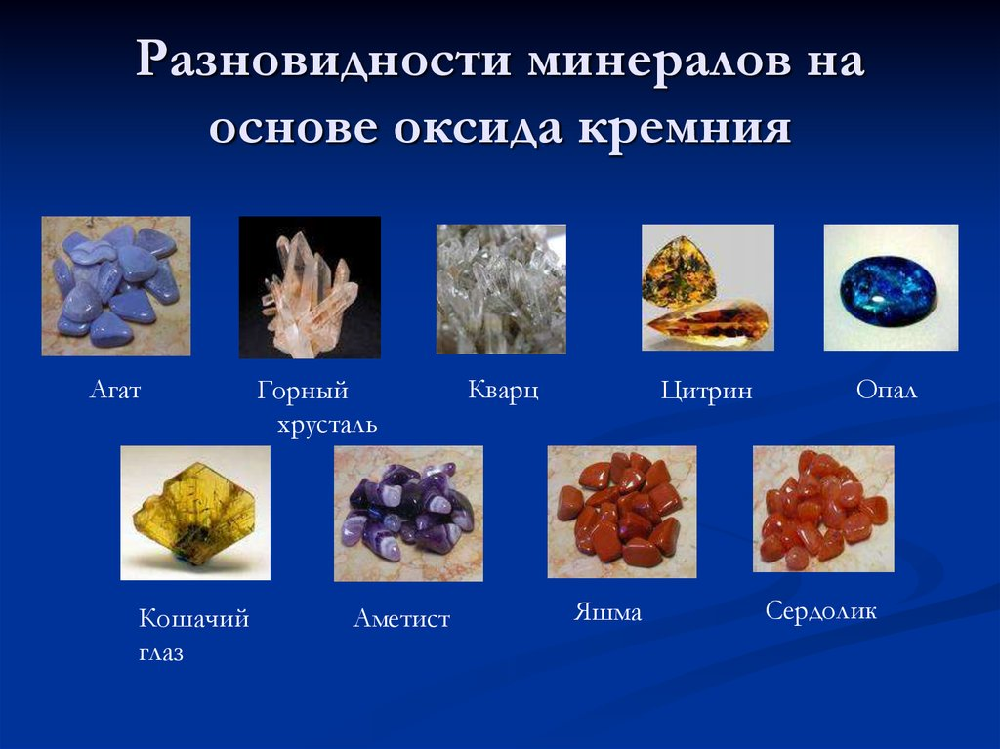 Разновидности минералов на
основе оксида кремния
Агат
Горный
хрусталь
Кварц
Цитрин
Опал
Кошачий
глаз
Аметист
Яшма
Сердолик